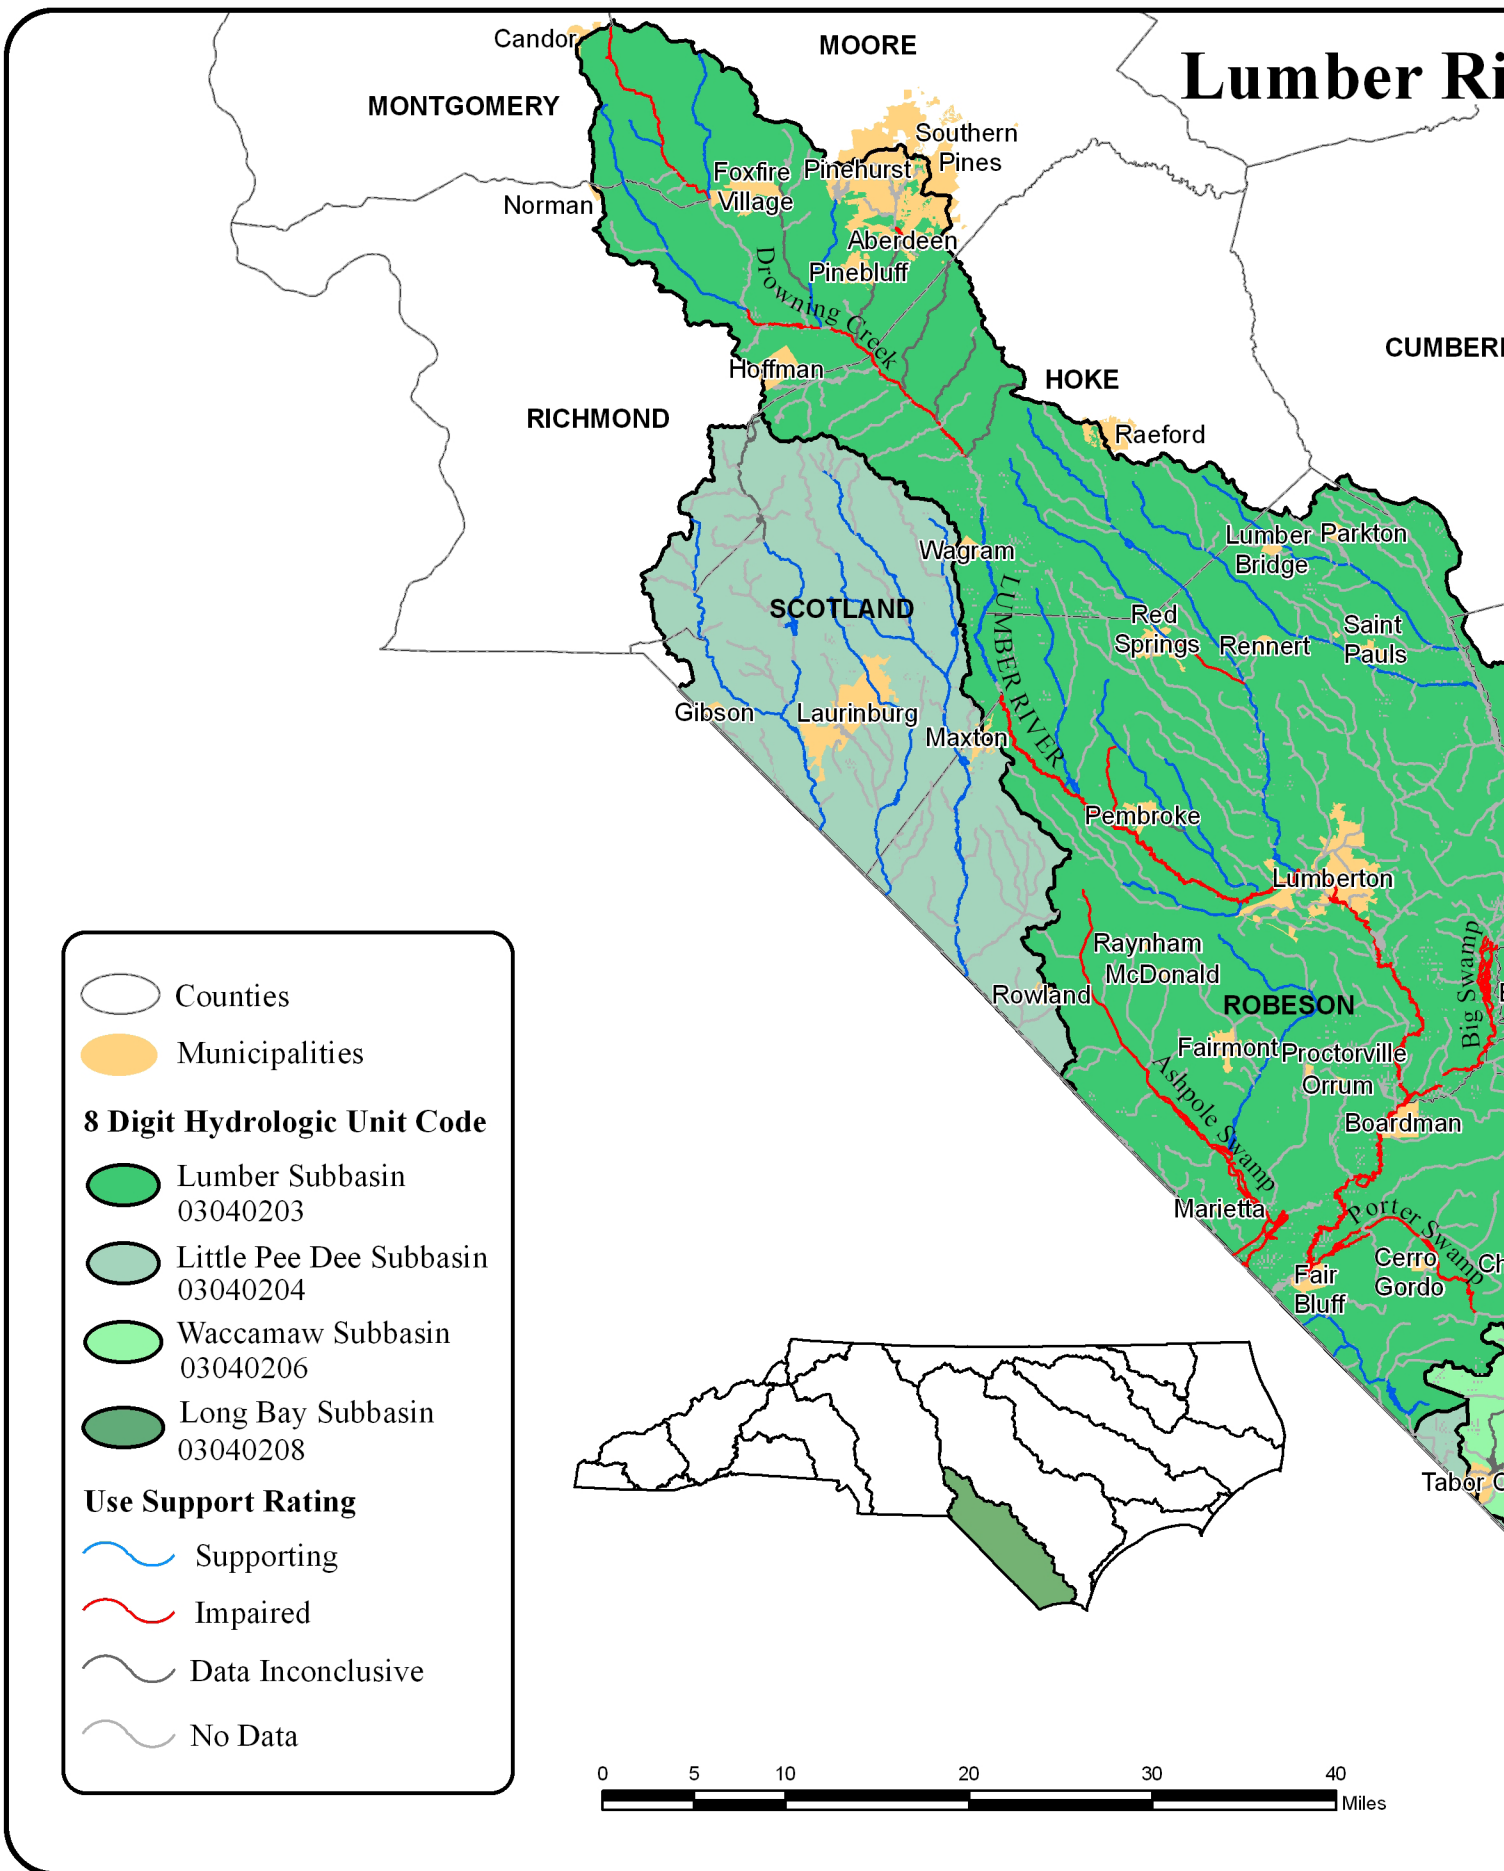 Lumber Ri
Candor
MOORE
MONTGOMERY
Southern
Pines
Foxfire
Village
Pinehurst
Norman
Aberdeen
Pinebluff
Drowning Creek
Hoffman
CUMBERL
HOKE
RICHMOND
Raeford
Wagram
Lumber
Bridge
Parkton
SCOTLAND
LUMBER RIVER
Red
Springs
Rennert
Saint
Pauls
Gibson
Laurinburg
Maxton
Pembroke
Lumberton
Raynham
McDonald
Big Swamp
Rowland
ROBESON
Fairmont
Proctorville
Orrum
Ashpole Swamp
Boardman
Marietta
Porter Swamp
Cerro
Gordo
Ch
Fair
Bluff
Tabor C
Counties
Municipalities
8 Digit Hydrologic Unit Code
Lumber Subbasin
03040203
Little Pee Dee Subbasin
03040204
Waccamaw Subbasin
03040206
Long Bay Subbasin
03040208
Use Support Rating
Supporting
Impaired
Data Inconclusive
No Data
0 5 10 20 30 40
Miles